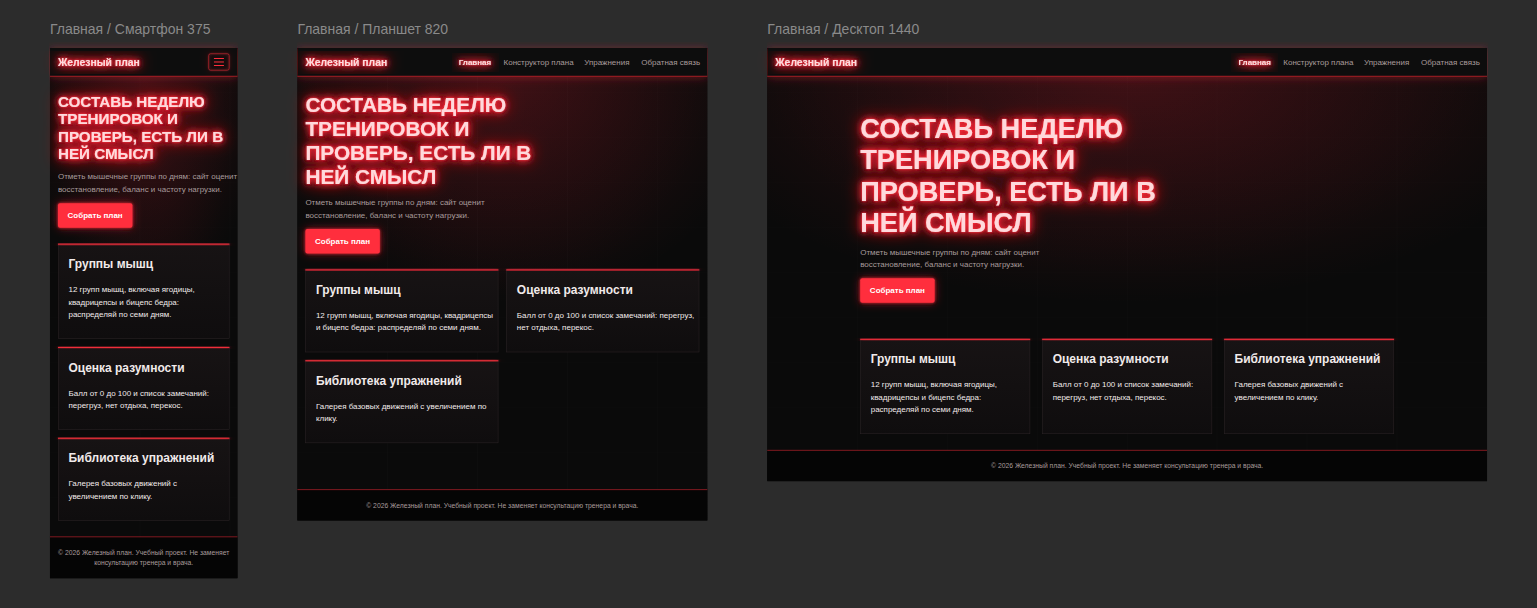 Главная / Смартфон 375
Железный план
СОСТАВЬ НЕДЕЛЮ
ТРЕНИРОВОК И
ПРОВЕРЬ, ЕСТЬ ЛИ В
НЕЙ СМЫСЛ
Отметь мышечные группы по дням: сайт оценит
восстановление, баланс и частоту нагрузки.
Собрать план
Группы мышц
12 групп мышц, включая ягодицы,
квадрицепсы и бицепс бедра:
распределяй по семи дням.
Оценка разумности
Балл от 0 до 100 и список замечаний:
перегруз, нет отдыха, перекос.
Библиотека упражнений
Галерея базовых движений с
увеличением по клику.
© 2026 Железный план. Учебный проект. Не заменяет
консультацию тренера и врача.
Главная / Планшет 820
Железный план
Главная Конструктор плана Упражнения Обратная связь
СОСТАВЬ НЕДЕЛЮ
ТРЕНИРОВОК И
ПРОВЕРЬ, ЕСТЬ ЛИ В
НЕЙ СМЫСЛ
Отметь мышечные группы по дням: сайт оценит
восстановление, баланс и частоту нагрузки.
Собрать план
Группы мышц
12 групп мышц, включая ягодицы, квадрицепсы
и бицепс бедра: распределяй по семи дням.
Оценка разумности
Балл от 0 до 100 и список замечаний: перегруз,
нет отдыха, перекос.
Библиотека упражнений
Галерея базовых движений с увеличением по
клику.
© 2026 Железный план. Учебный проект. Не заменяет консультацию тренера и врача.
Главная / Десктоп 1440
Железный план
Главная Конструктор плана Упражнения Обратная связь
СОСТАВЬ НЕДЕЛЮ
ТРЕНИРОВОК И
ПРОВЕРЬ, ЕСТЬ ЛИ В
НЕЙ СМЫСЛ
Отметь мышечные группы по дням: сайт оценит
восстановление, баланс и частоту нагрузки.
Собрать план
Группы мышц
12 групп мышц, включая ягодицы,
квадрицепсы и бицепс бедра:
распределяй по семи дням.
Оценка разумности
Балл от 0 до 100 и список замечаний:
перегруз, нет отдыха, перекос.
Библиотека упражнений
Галерея базовых движений с
увеличением по клику.
© 2026 Железный план. Учебный проект. Не заменяет консультацию тренера и врача.